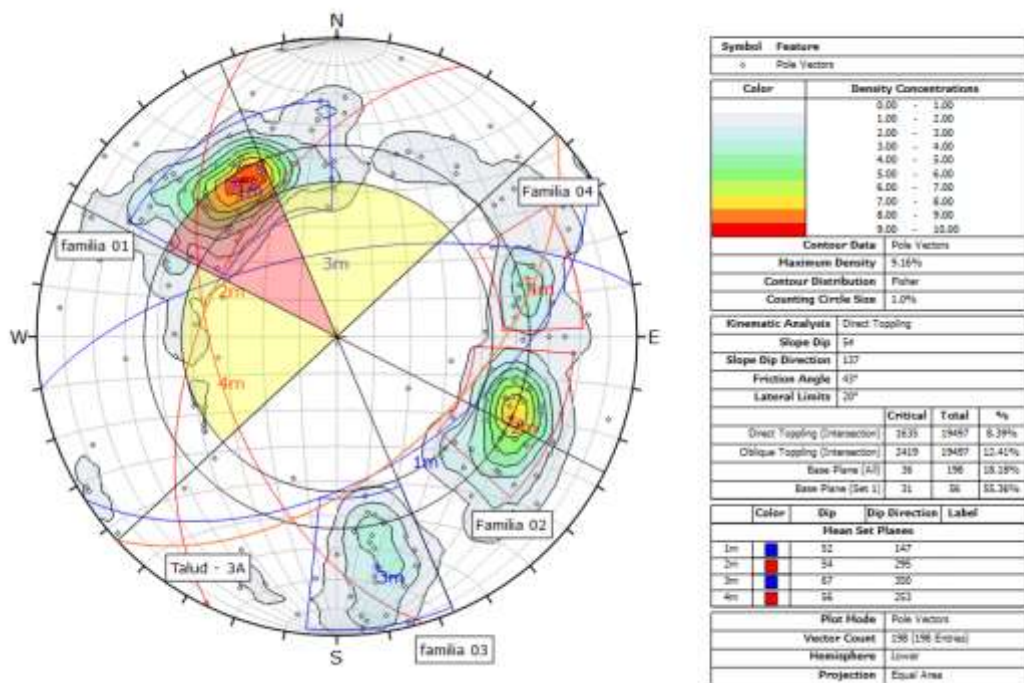 N
Familia 04
1m
familia 01
3m
2m
4m
W
E
4m
2m
1m
Familia 02
Talud - 3A
3m
familia 03
S
Symbol Feature
Pole Vectors
Color Density Concentrations
0.00 - 1.00
1.00 - 2.00
2.00 - 3.00
3.00 - 4.00
4.00 - 5.00
5.00 - 6.00
6.00 - 7.00
7.00 - 8.00
8.00 - 9.00
9.00 - 10.00
Contour Data Pole Vectors
Maximum Density 9.16%
Contour Distribution Fisher
Counting Circle Size 1.0%
Kinematic Analysis Direct Toppling
Slope Dip 54
Slope Dip Direction 137
Friction Angle 43°
Lateral Limits 20°
Critical Total %
Direct Toppling (Intersection) 1635 19497 8.39%
Oblique Toppling (Intersection) 2419 19497 12.41%
Base Plane (All) 36 198 18.18%
Base Plane (Set 1) 31 56 55.36%
Color Dip Dip Direction Label
Mean Set Planes
1m 52 147
2m 54 295
3m 67 350
4m 56
Plot Mode Pole Vectors
Vector Count 198 (198 Entries)
Hemisphere Lower
Projection Equal Area